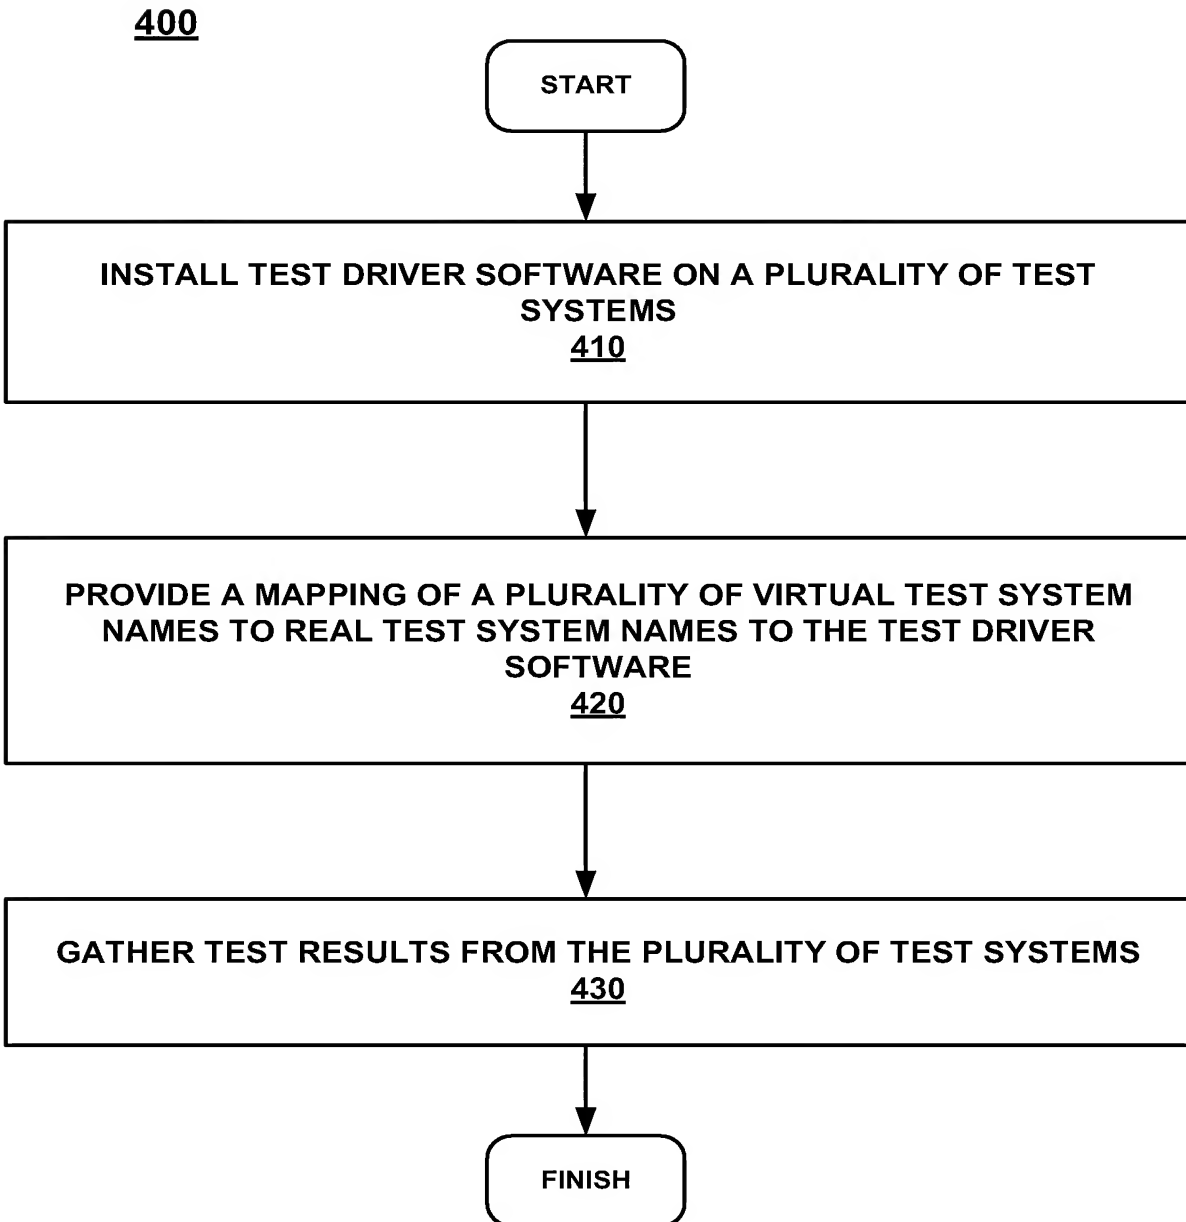 400
START
INSTALL TEST DRIVER SOFTWARE ON A PLURALITY OF TEST
SYSTEMS
410
PROVIDE A MAPPING OF A PLURALITY OF VIRTUAL TEST SYSTEM
NAMES TO REAL TEST SYSTEM NAMES TO THE TEST DRIVER
SOFTWARE
420
GATHER TEST RESULTS FROM THE PLURALITY OF TEST SYSTEMS
430
FINISH